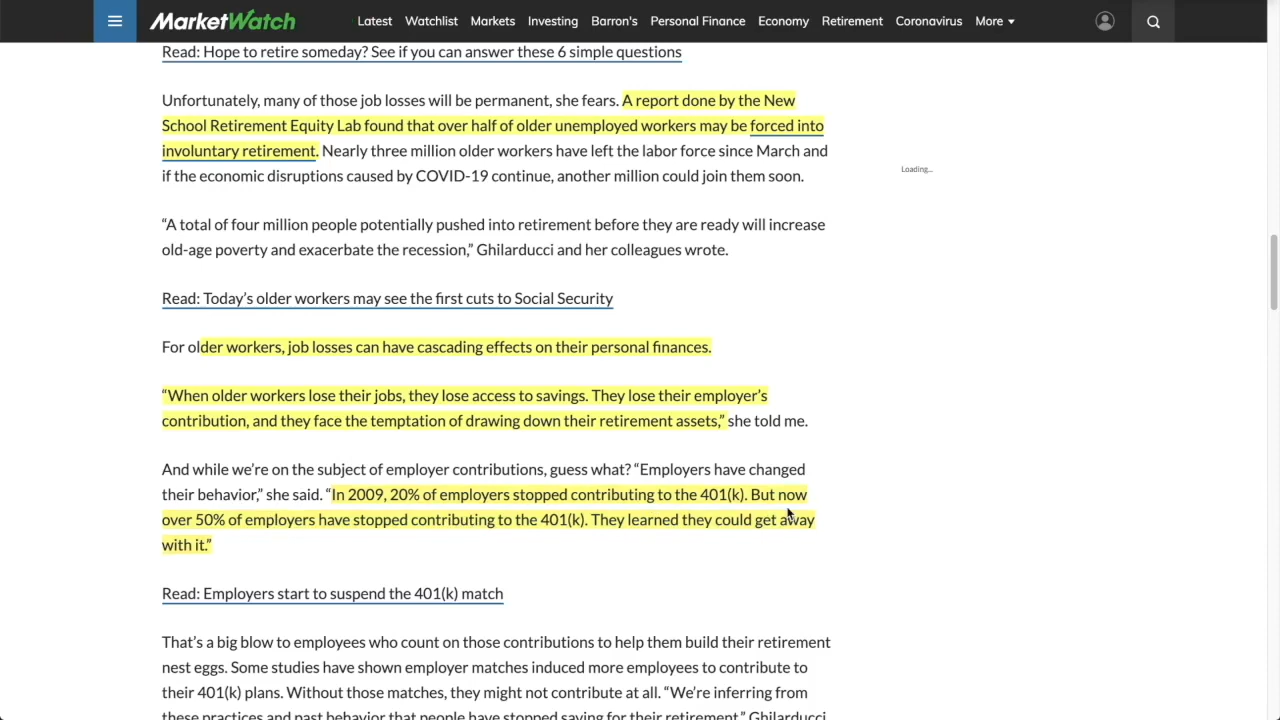 MarketWatch Latest Watchlist Markets Investing Barron's Personal Finance Economy Retirement Coronavirus More
Read: Hope to retire someday? See if you can answer these 6 simple questions
Unfortunately, many of those job losses will be permanent, she fears. A report done by the New
School Retirement Equity Lab found that over half of older unemployed workers may be forced into
involuntary retirement. Nearly three million older workers have left the labor force since March and
if the economic disruptions caused by COVID-19 continue, another million could join them soon.
Loading...
“A total of four million people potentially pushed into retirement before they are ready will increase
old-age poverty and exacerbate the recession,” Ghilarducci and her colleagues wrote.
Read: Today’s older workers may see the first cuts to Social Security
For older workers, job losses can have cascading effects on their personal finances.
“When older workers lose their jobs, they lose access to savings. They lose their employer’s
contribution, and they face the temptation of drawing down their retirement assets,” she told me.
And while we’re on the subject of employer contributions, guess what? “Employers have changed
their behavior,” she said. “In 2009, 20% of employers stopped contributing to the 401(k). But now
over 50% of employers have stopped contributing to the 401(k). They learned they could get away
with it.”
Read: Employers start to suspend the 401(k) match
That’s a big blow to employees who count on those contributions to help them build their retirement
nest eggs. Some studies have shown employer matches induced more employees to contribute to
their 401(k) plans. Without those matches, they might not contribute at all. “We’re inferring from
these practices and past behavior that people have stopped saving for their retirement,” Ghilarducci